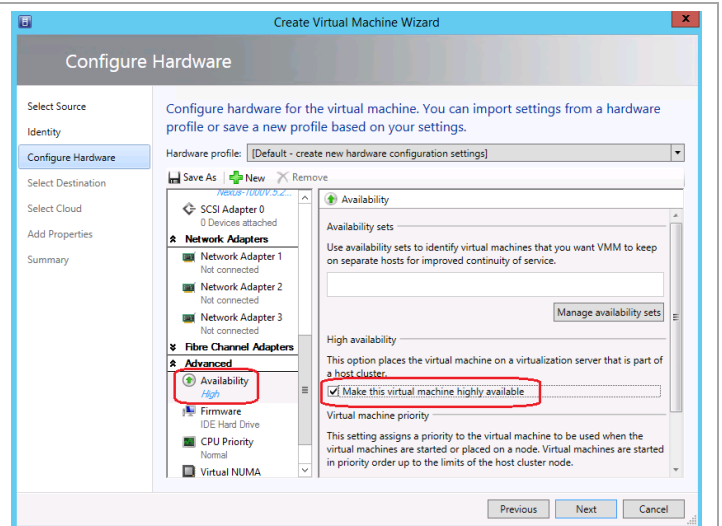 Create Virtual Machine Wizard
x
Configure Hardware
Select Source
Identity
Configure Hardware
Select Destination
Select Cloud
Add Properties
Summary
Configure hardware for the virtual machine. You can import settings from a hardware
profile or save a new profile based on your settings.
Hardware profile: [Default - create new hardware configuration settings]
Save As New Remove
Nexus-1000V.5.2...
SCSI Adapter 0
0 Devices attached
Network Adapters
Network Adapter 1
Not connected
Network Adapter 2
Not connected
Network Adapter 3
Not connected
Fibre Channel Adapters
Advanced
Availability
High
Firmware
IDE Hard Drive
CPU Priority
Normal
Virtual NUMA
Availability
Availability sets
Use availability sets to identify virtual machines that you want VMM to keep
on separate hosts for improved continuity of service.
Manage availability sets
High availability
This option places the virtual machine on a virtualization server that is part of
a host cluster.
Make this virtual machine highly available
Virtual machine priority
This setting assigns a priority to the virtual machine to be used when the
virtual machines are started or placed on a node. Virtual machines are started
in priority order up to the limits of the host cluster node.
Previous Next Cancel